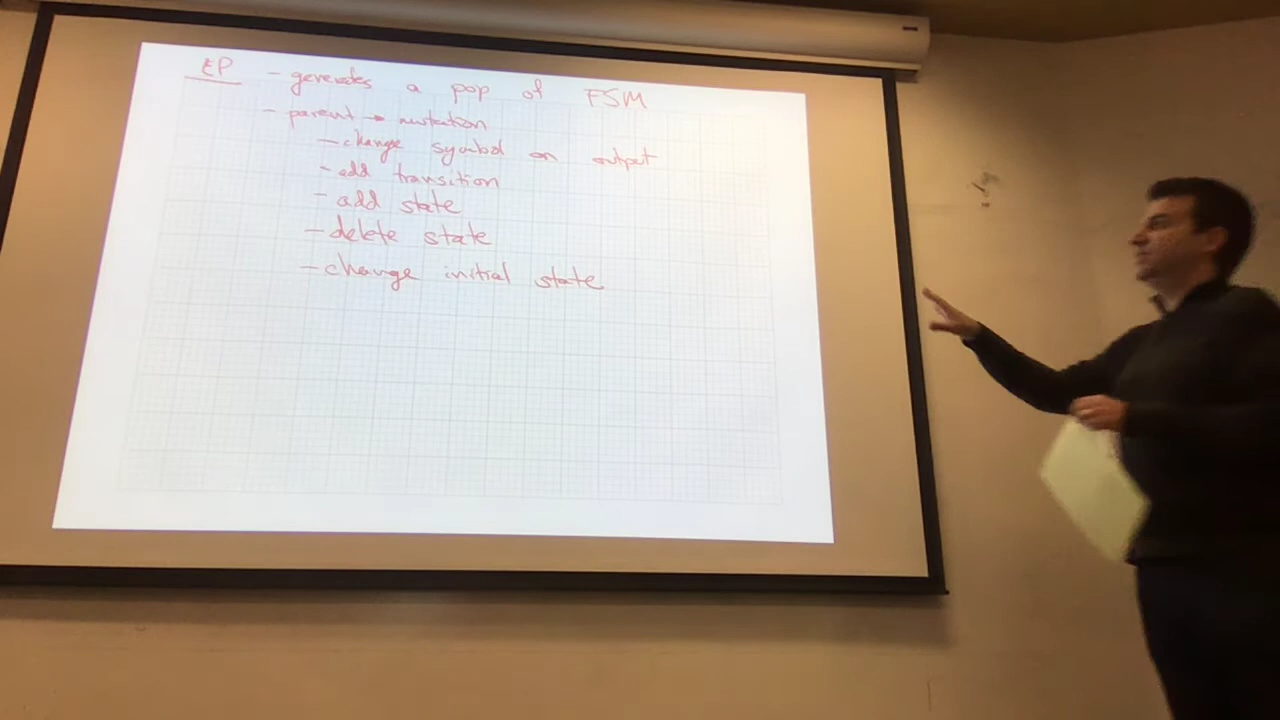 EP - generates a pop of FSM
- parent → mutation
- change symbol on output
- add transition
- add state
- delete state
- change initial state